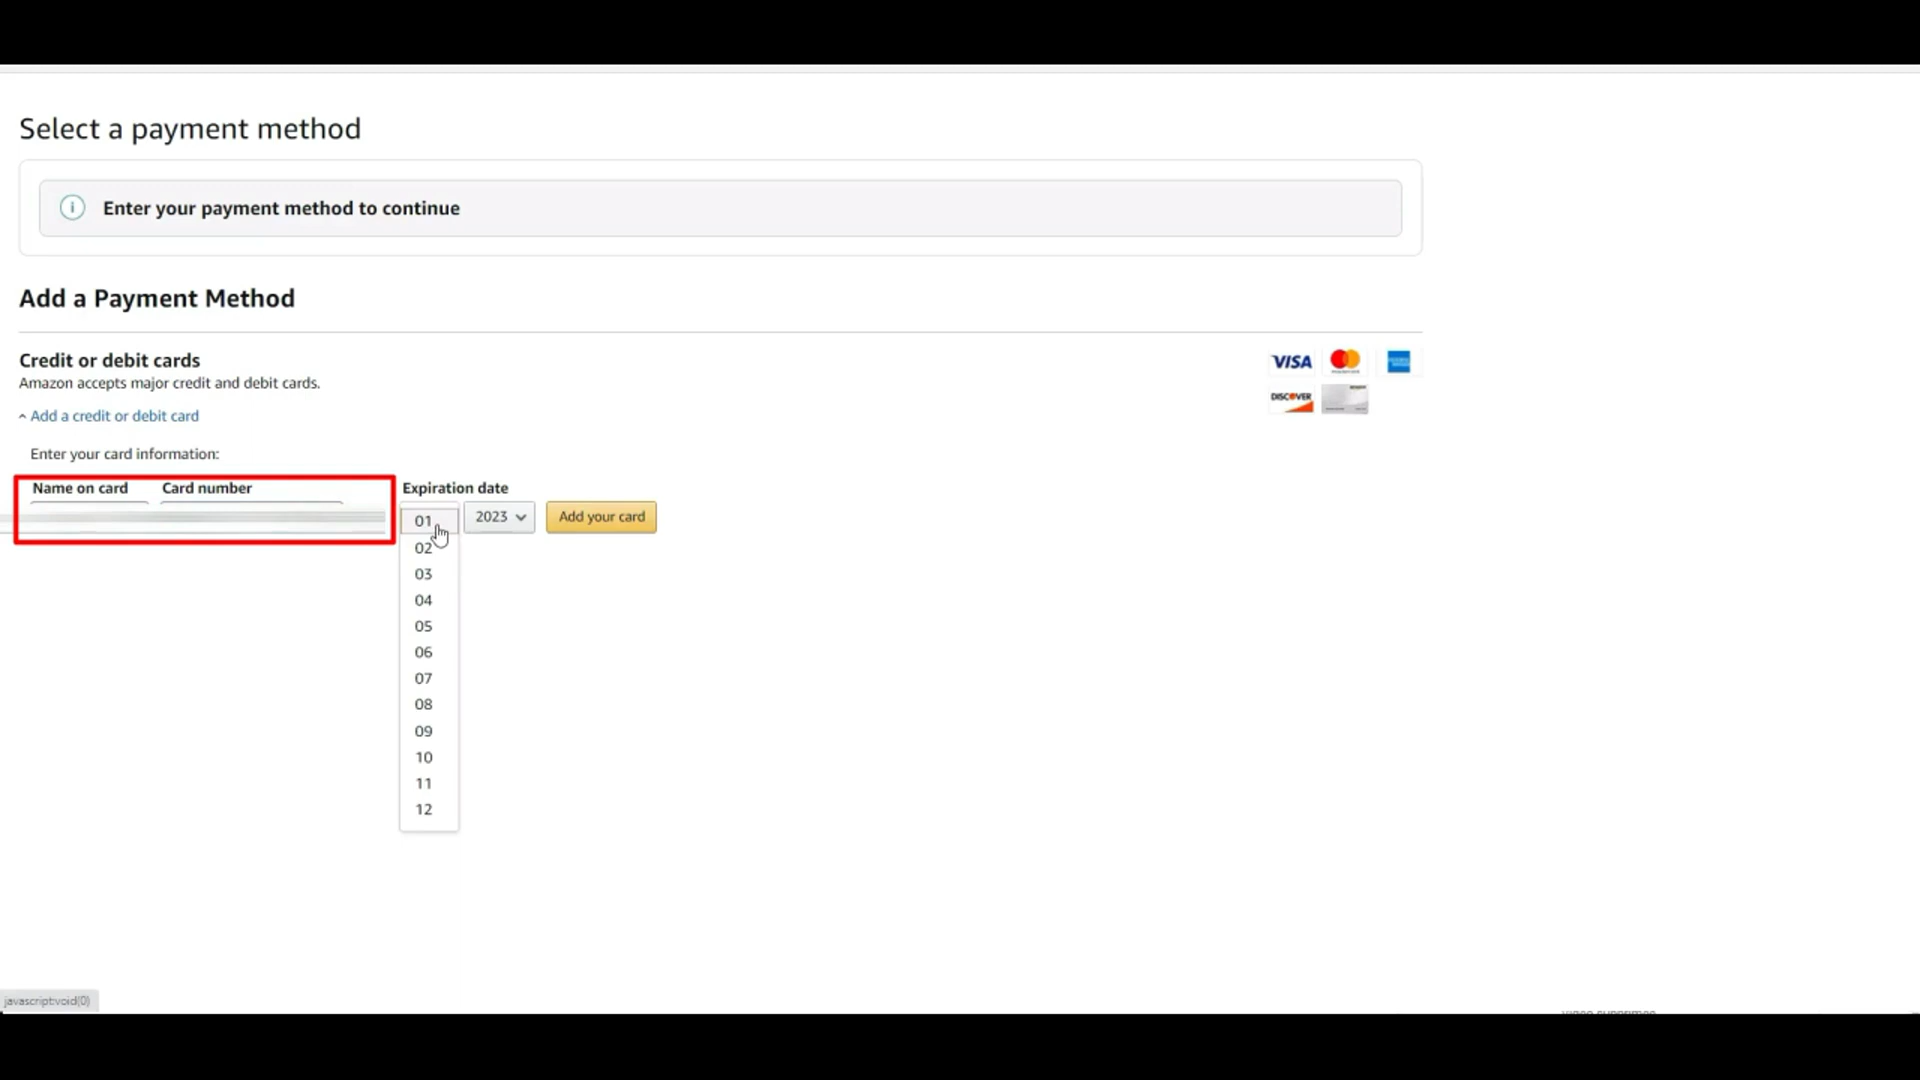 Select a payment method
Enter your payment method to continue
Add a Payment Method
Credit or debit cards
Amazon accepts major credit and debit cards.
VISA
DISCOVER
Add a credit or debit card
Enter your card information:
Name on card Card number Expiration date
01 2023 Add your card
02
03
04
05
06
07
08
09
10
11
12
javascript:void(0)